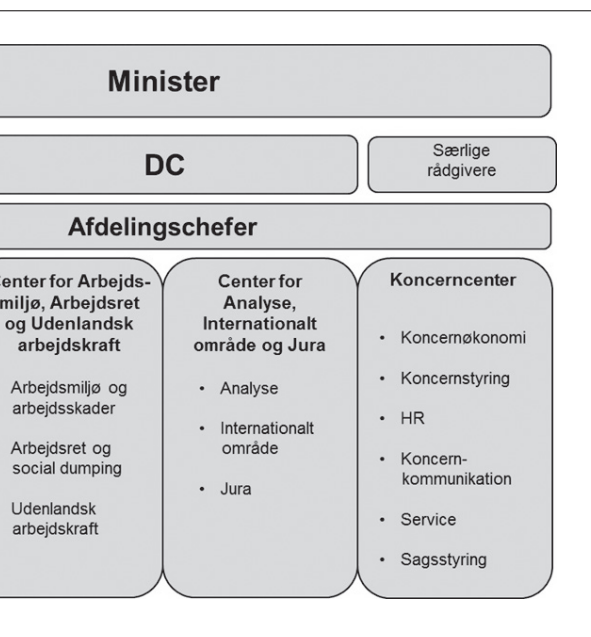 Minister
DC
Særlige
rådgivere
Afdelingschefer
Center for Arbejds-
miljø, Arbejdsret
og Udenlandsk
arbejdskraft
Arbejdsmiljø og
arbejdsskader
Arbejdsret og
social dumping
Udenlandsk
arbejdskraft
Center for
Analyse,
Internationalt
område og Jura
• Analyse
• Internationalt
område
• Jura
Koncerncenter
• Koncernøkonomi
• Koncernstyring
• HR
• Koncern-
kommunikation
• Service
• Sagsstyring